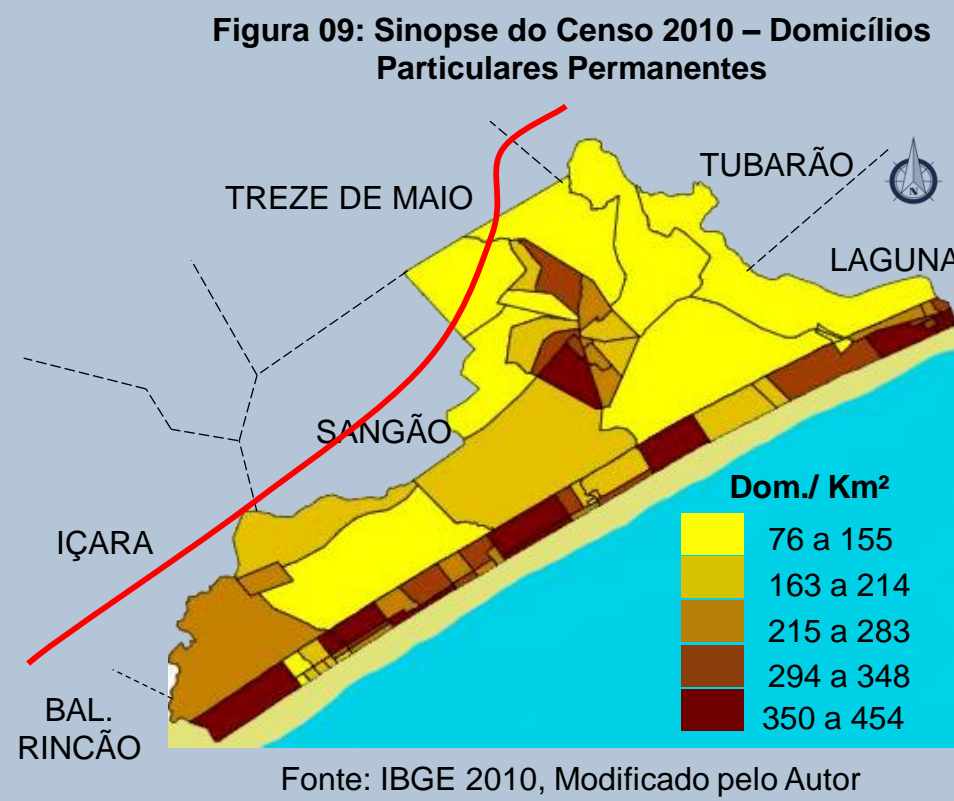 Figura 09: Sinopse do Censo 2010 – Domicílios
Particulares Permanentes
TUBARÃO
TREZE DE MAIO
N
LAGUNA
SANGÃO
Dom./ Km²
76 a 155
IÇARA
163 a 214
215 a 283
294 a 348
BAL.
RINCÃO
350 a 454
Fonte: IBGE 2010, Modificado pelo Autor